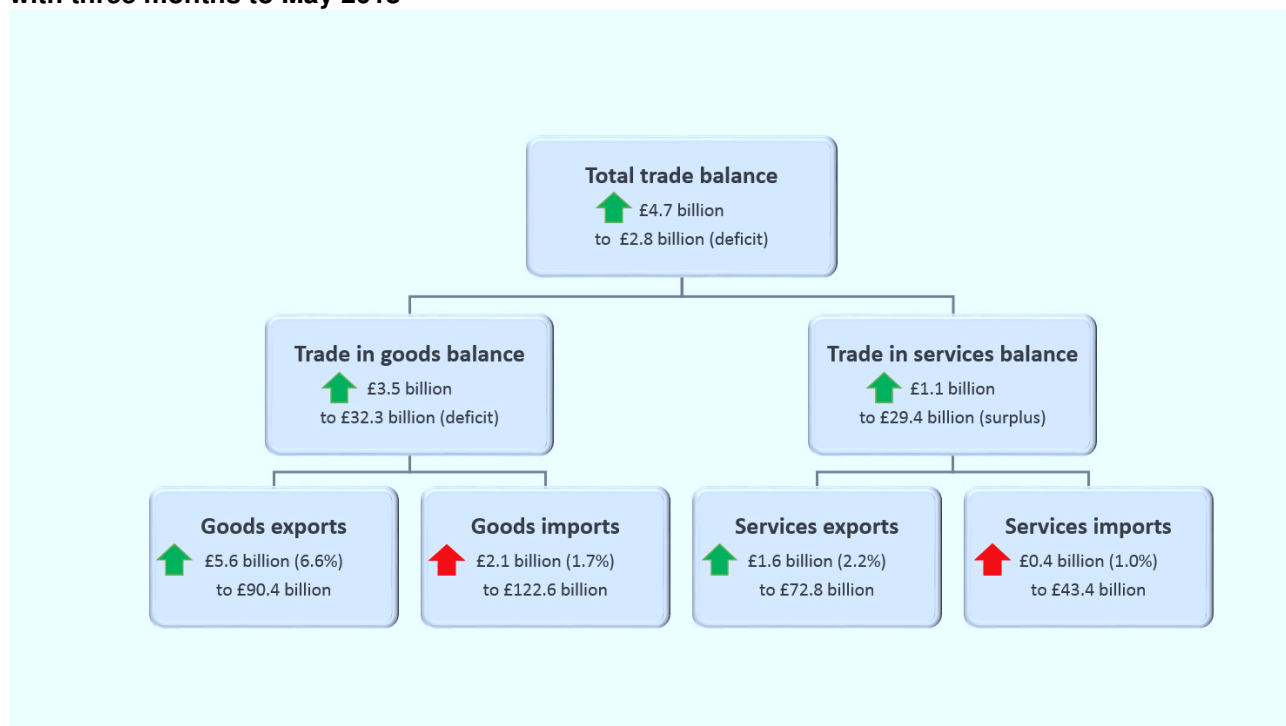 with three months to May 2018
Total trade balance
£4.7 billion
to £2.8 billion (deficit)
Trade in goods balance
£3.5 billion
to £32.3 billion (deficit)
Trade in services balance
£1.1 billion
to £29.4 billion (surplus)
Goods exports
£5.6 billion (6.6%)
to £90.4 billion
Goods imports
£2.1 billion (1.7%)
to £122.6 billion
Services exports
£1.6 billion (2.2%)
to £72.8 billion
Services imports
£0.4 billion (1.0%)
to £43.4 billion